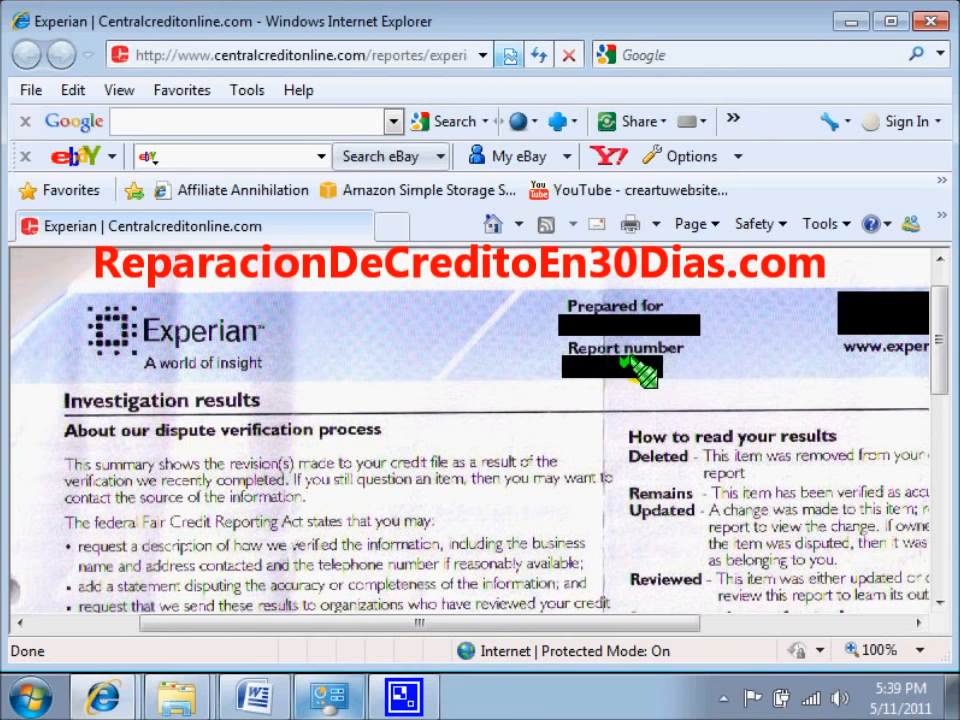 Experian | Centralcreditonline.com - Windows Internet Explorer
http://www.centralcreditonline.com/reportes/experi
Google
File Edit View Favorites Tools Help
x Google Search Share » Sign In
x ebY eb Search eBay My eBay Y! Options
Favorites Affiliate Annihilation Amazon Simple Storage S... You Tube YouTube - creartuwebsite... »
Experian | Centralcreditonline.com Page Safety Tools »
ReparacionDeCreditoEn30Dias.com
Prepared for
Experian™
Report number
www.exper
A world of insight
Investigation results
About our dispute verification process
This summary shows the revision(s) made to your credit file as a result of the
verification we recently completed. If you still question an item, then you may want to
contact the source of the information.
The federal Fair Credit Reporting Act states that you may:
• request a description of how we verified the information, including the business
name and address contacted and the telephone number if reasonably available;
• add a statement disputing the accuracy or completeness of the information; and
• request that we send these results to organizations who have reviewed your credit
How to read your results
Deleted - This item was removed from your
report
Remains - This item has been verified as accu
Updated - A change was made to this item; r
report to view the change. If owne
the item was disputed, then it was
as belonging to you.
Reviewed - This item was either updated or
review this report to learn its out
Done Internet | Protected Mode: On 100%
5:39 PM
5/11/2011